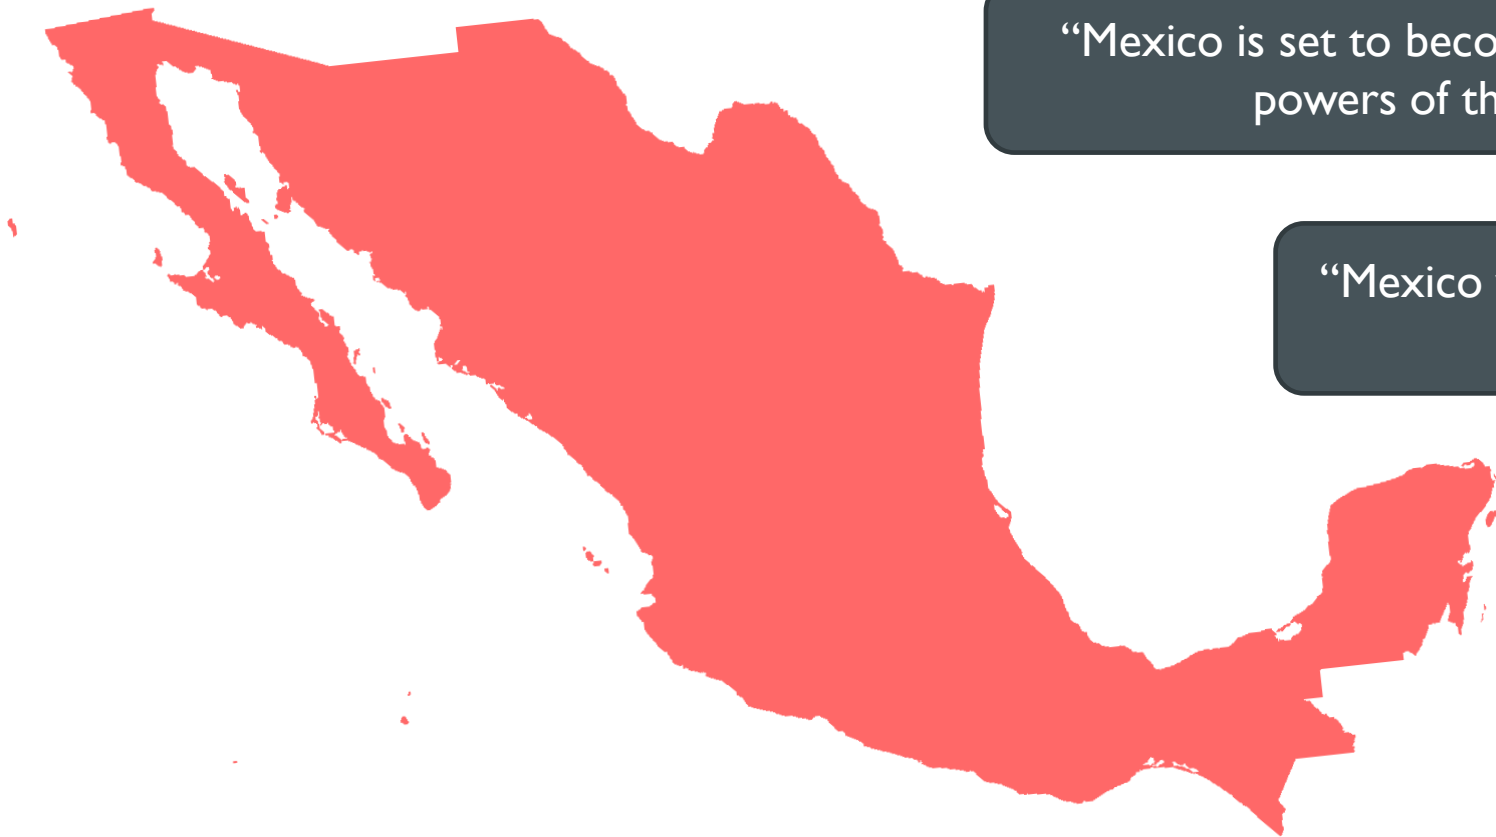 “Mexico is set to beco
powers of th
“Mexico